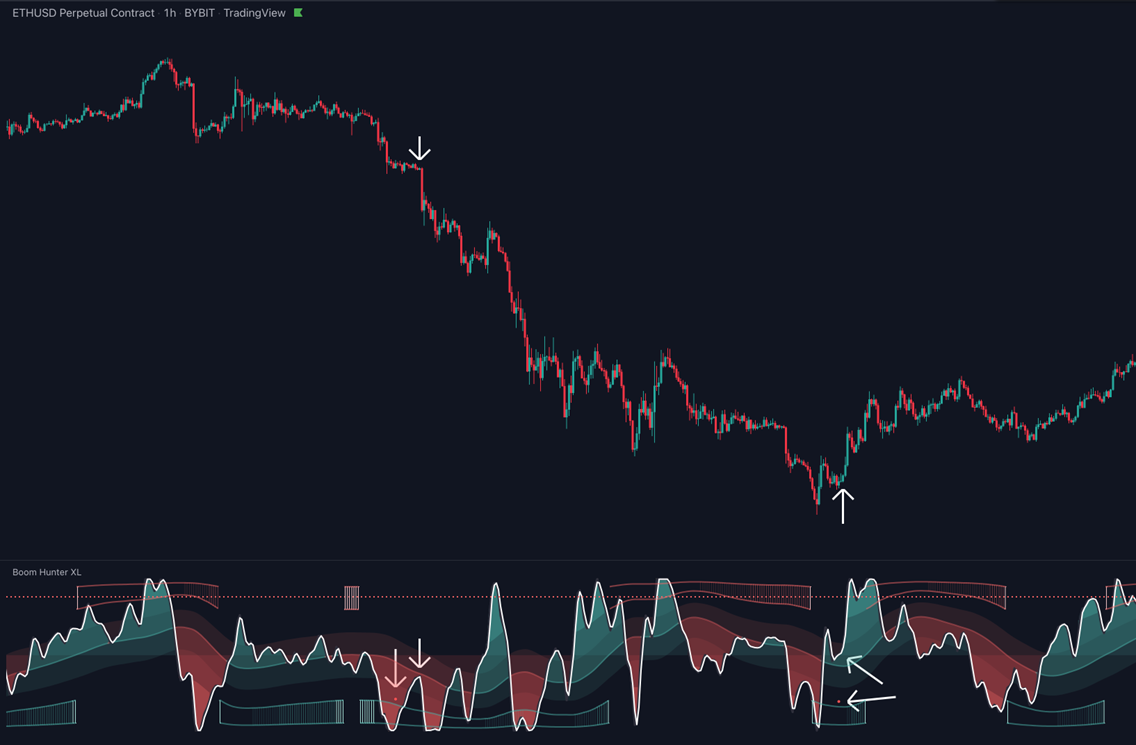 ETHUSD Perpetual Contract · 1h · BYBIT · TradingView
Boom Hunter XL